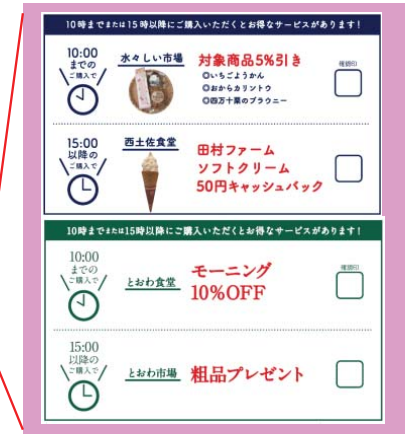 10時までまたは15時以降にご購入いただくとお得なサービスがあります！
10:00
までの
ご購入で
水々しい市場
対象商品5%引き
◎いちごようかん
◎おからカリントウ
◎四万十栗のブラウニー
確認印
15:00
以降の
ご購入で
西土佐食堂
田村ファーム
ソフトクリーム
50円キャッシュバック
10時までまたは15時以降にご購入いただくとお得なサービスがあります！
10:00
までの
ご購入で
とおわ食堂
モーニング
10%OFF
確認印
15:00
以降の
ご購入で
とおわ市場
粗品プレゼント